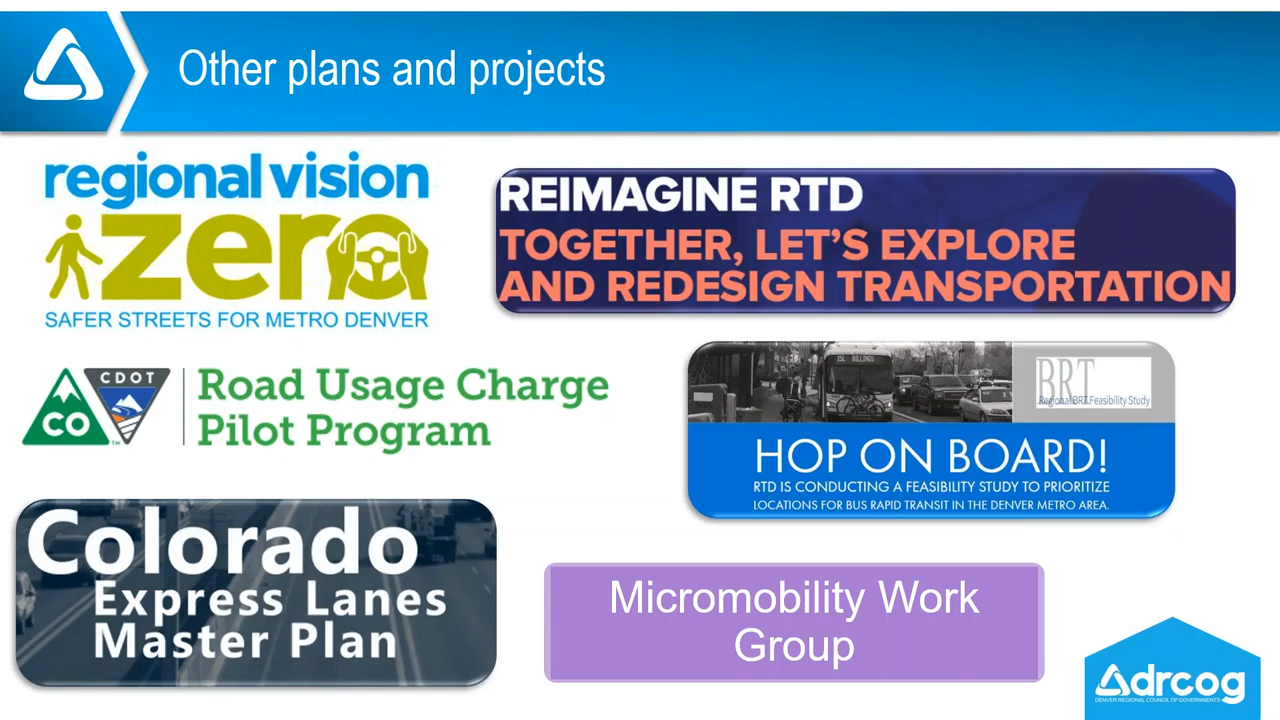 Other plans and projects
regional vision
zero
SAFER STREETS FOR METRO DENVER
REIMAGINE RTD
TOGETHER, LET'S EXPLORE
AND REDESIGN TRANSPORTATION
CO
CDOT
Road Usage Charge
Pilot Program
15L BILLINGS
BRT
Regional BRT Feasibility Study
HOP ON BOARD!
RTD IS CONDUCTING A FEASIBILITY STUDY TO PRIORITIZE
LOCATIONS FOR BUS RAPID TRANSIT IN THE DENVER METRO AREA.
Colorado
Express Lanes
Master Plan
Micromobility Work
Group
drcog
DENVER REGIONAL COUNCIL OF GOVERNMENTS